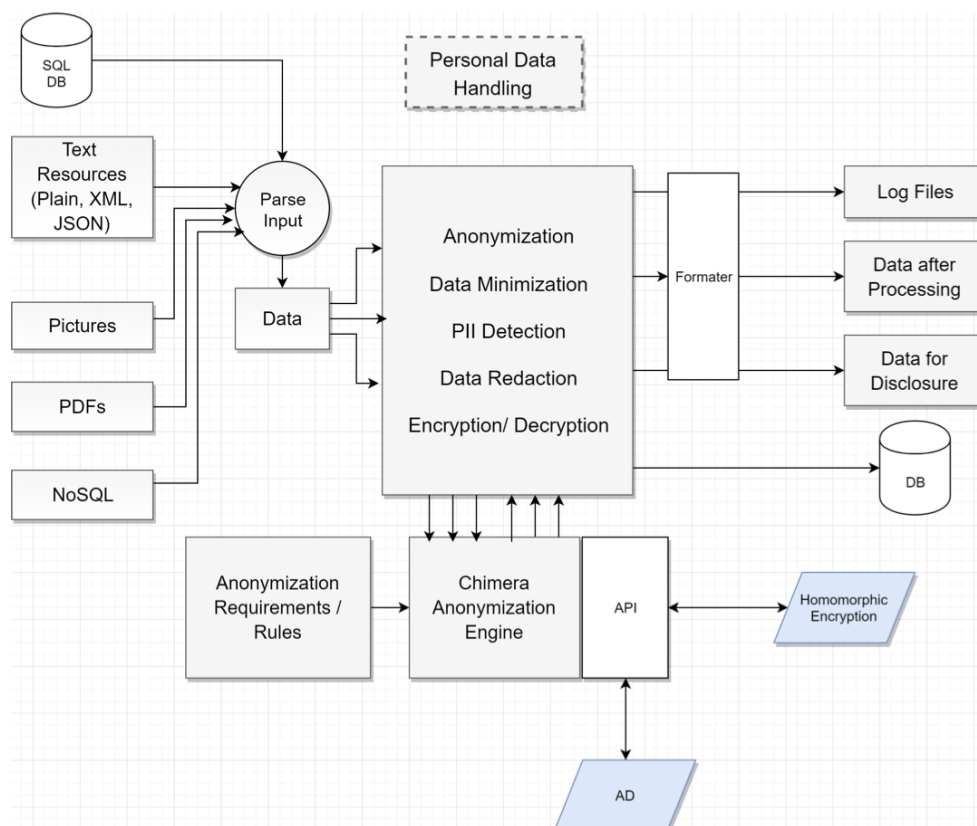 SQL
DB
Personal Data
Handling
Text
Resources
(Plain, XML,
JSON)
Parse
Input
Log Files
Anonymization
Data Minimization
PII Detection
Data Redaction
Encryption/ Decryption
Formater
Data after
Processing
Pictures
Data
Data for
Disclosure
PDFs
NoSQL
DB
Anonymization
Requirements /
Rules
Chimera
Anonymization
Engine
API
Homomorphic
Encryption
AD